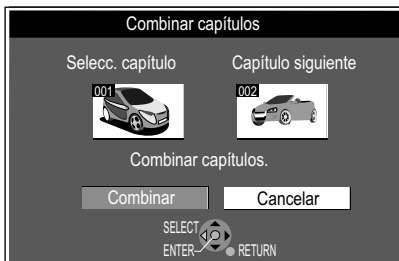 Combinar capítulos
Selecc. capítulo Capítulo siguiente
001 002
Combinar capítulos.
Combinar Cancelar
SELECT
ENTER RETURN